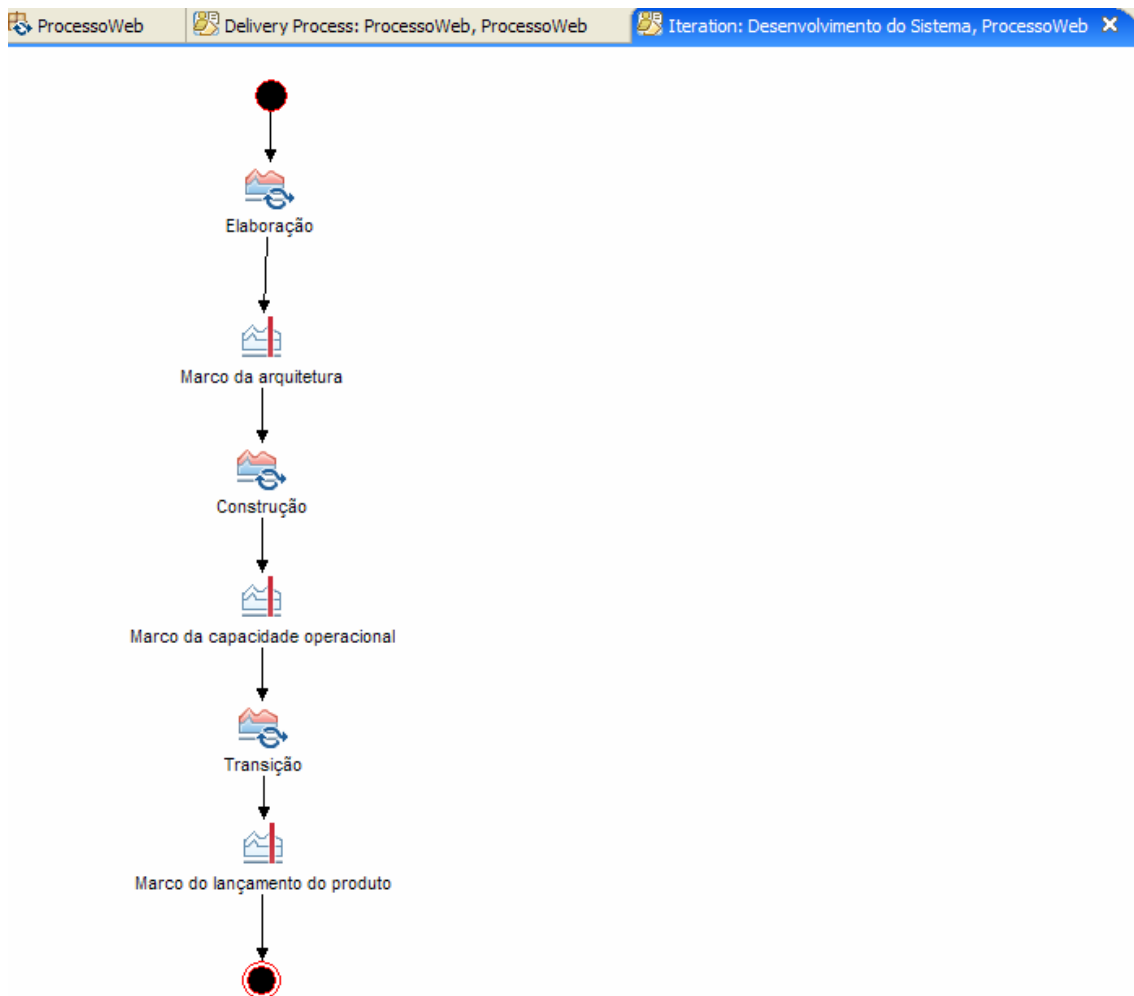 ProcessoWeb
Delivery Process: ProcessoWeb, ProcessoWeb
Iteration: Desenvolvimento do Sistema, ProcessoWeb
Elaboração
Marco da arquitetura
Construção
Marco da capacidade operacional
Transição
Marco do lançamento do produto